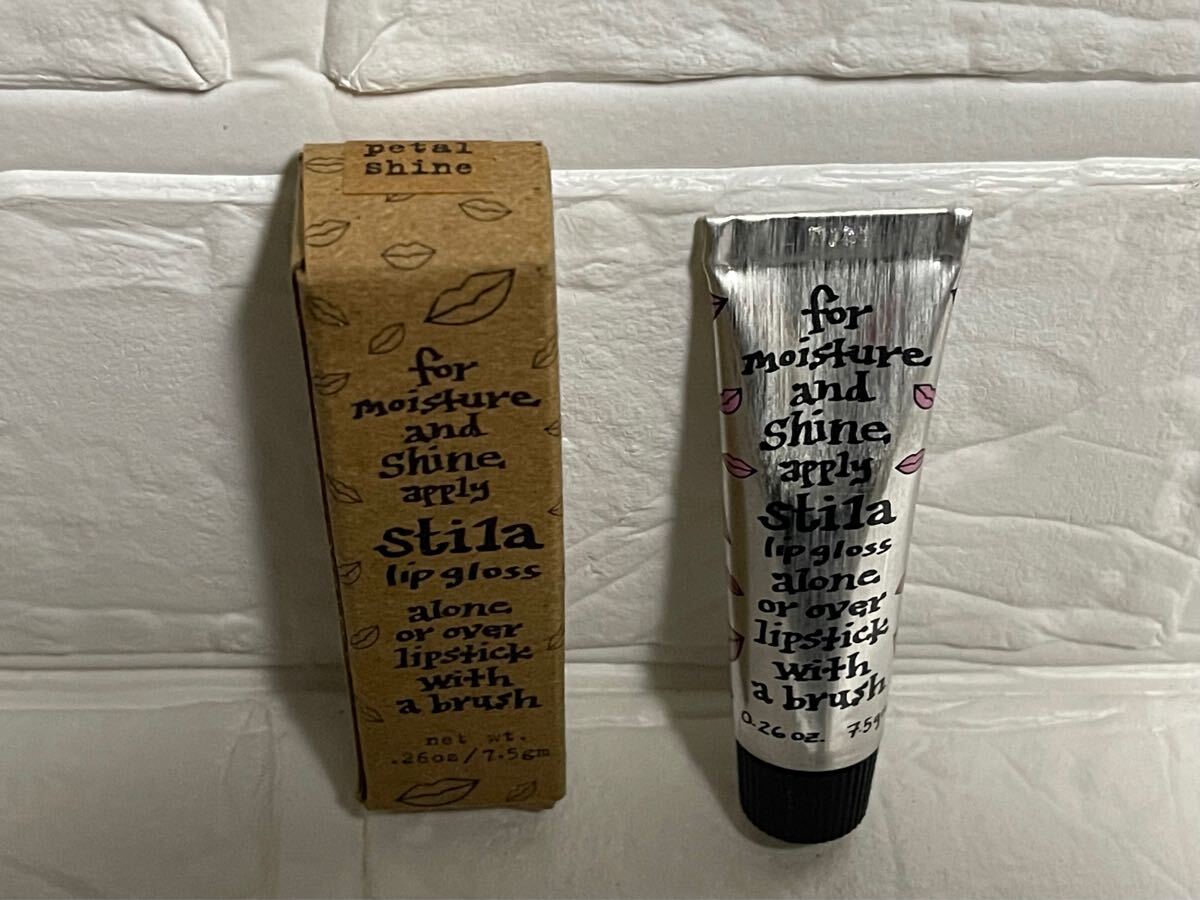 petal
shine
for
moisture
and
shine
apply
stila
lip gloss
alone
or over
lipstick
with
a brush
net wt.
.26oz/7.5gm
for
moisture
and
shine
apply
stila
lip gloss
alone
or over
lipstick
with
a brush
0.26 oz. 7.5g